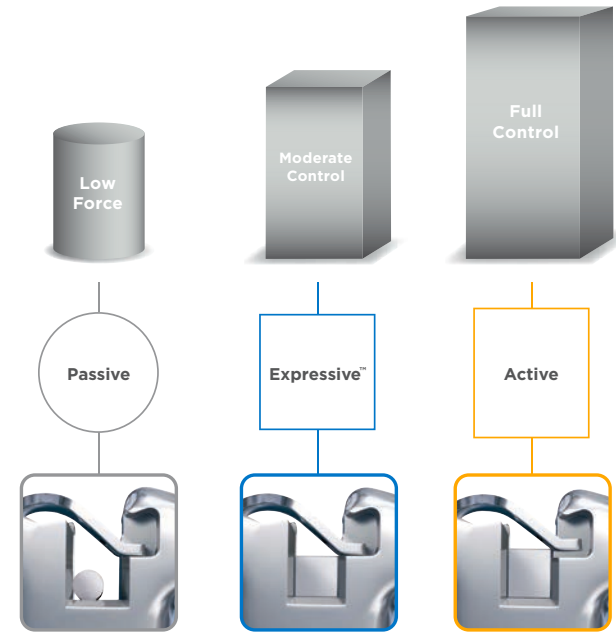 Low
Force
Moderate
Control
Full
Control
Passive
Expressive™
Active